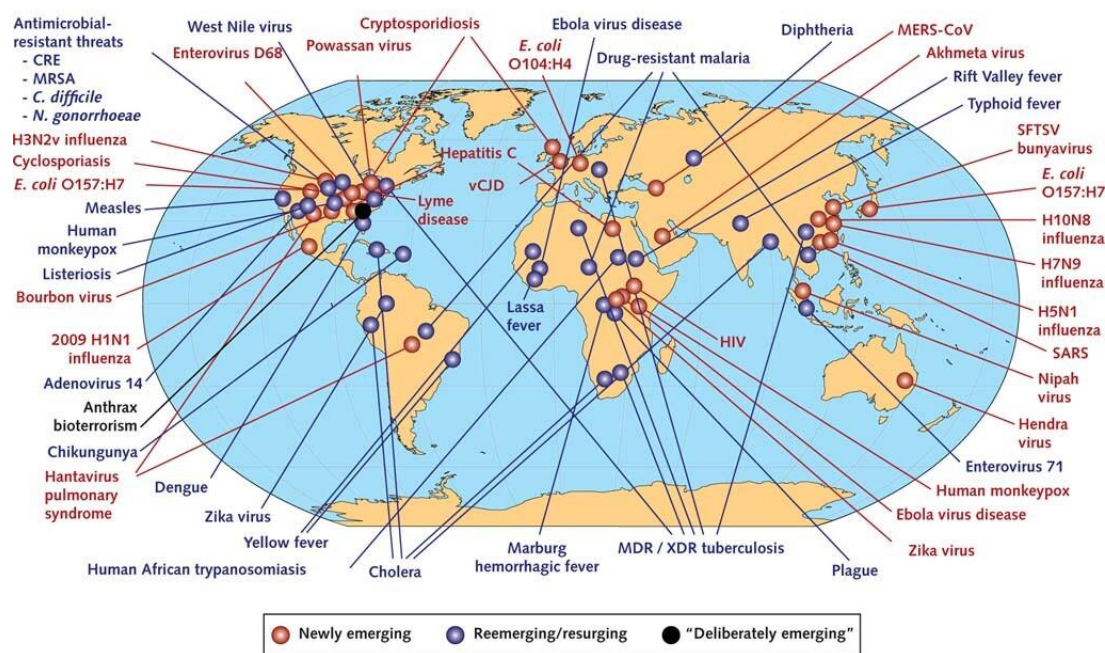 Antimicrobial-
resistant threats
- CRE
- MRSA
- C. difficile
- N. gonorrhoeae
West Nile virus
Enterovirus D68
Cryptosporidiosis
Powassan virus
E. coli
O104:H4
Ebola virus disease
Drug-resistant malaria
Diphtheria
MERS-CoV
Akhmeta virus
Rift Valley fever
Typhoid fever
SFTSV
bunyavirus
E. coli
O157:H7
H10N8
influenza
H7N9
influenza
H5N1
influenza
SARS
Nipah
virus
Hendra
virus
Enterovirus 71
Human monkeypox
Ebola virus disease
Zika virus
Plague
H3N2v influenza
Cyclosporiasis
E. coli O157:H7
Measles
Human
monkeypox
Listeriosis
Bourbon virus
2009 H1N1
influenza
Adenovirus 14
Anthrax
bioterrorism
Chikungunya
Hantavirus
pulmonary
syndrome
Dengue
Zika virus
Yellow fever
Human African trypanosomiasis
Cholera
Marburg
hemorrhagic fever
MDR / XDR tuberculosis
Hepatitis C
vCJD
Lyme
disease
Lassa
fever
HIV
Newly emerging
Reemerging/resurging
"Deliberately emerging"